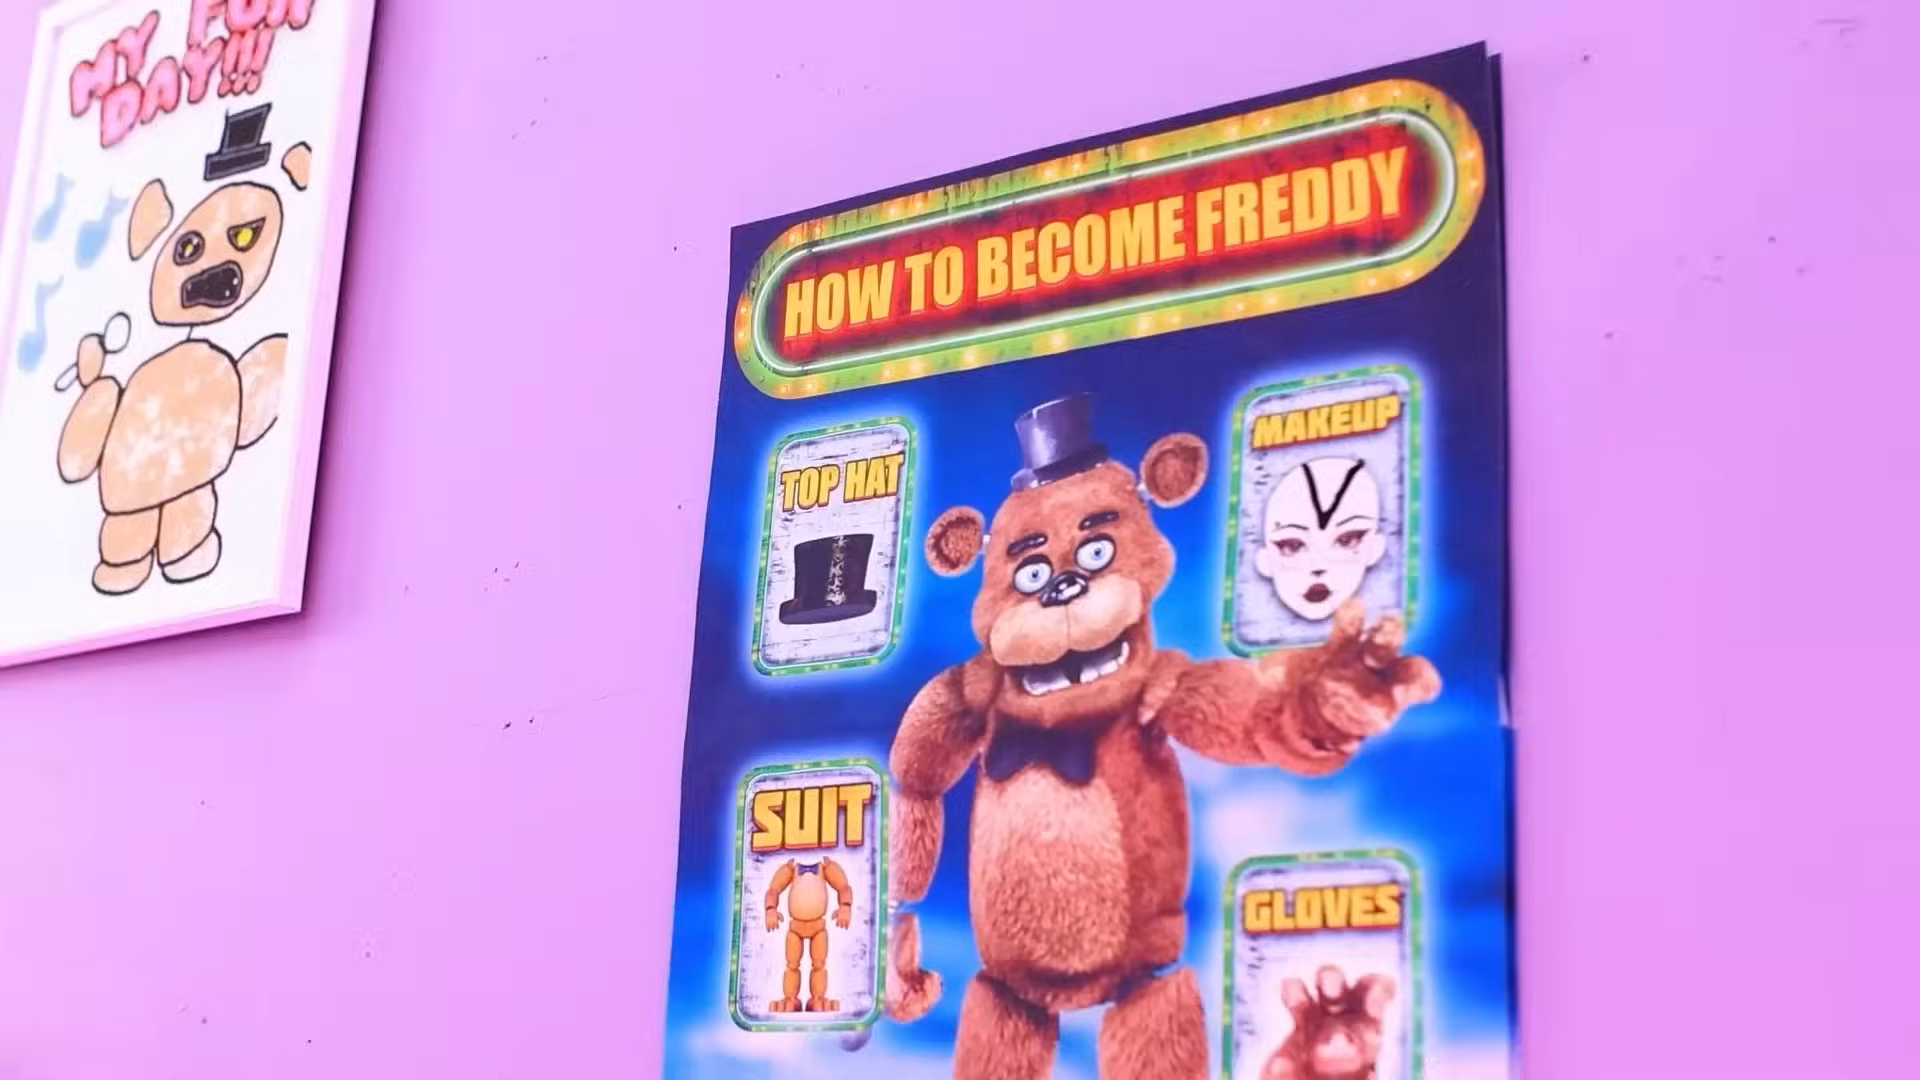 MY FUN
DAY!!!
HOW TO BECOME FREDDY
TOP HAT
MAKEUP
SUIT
GLOVES